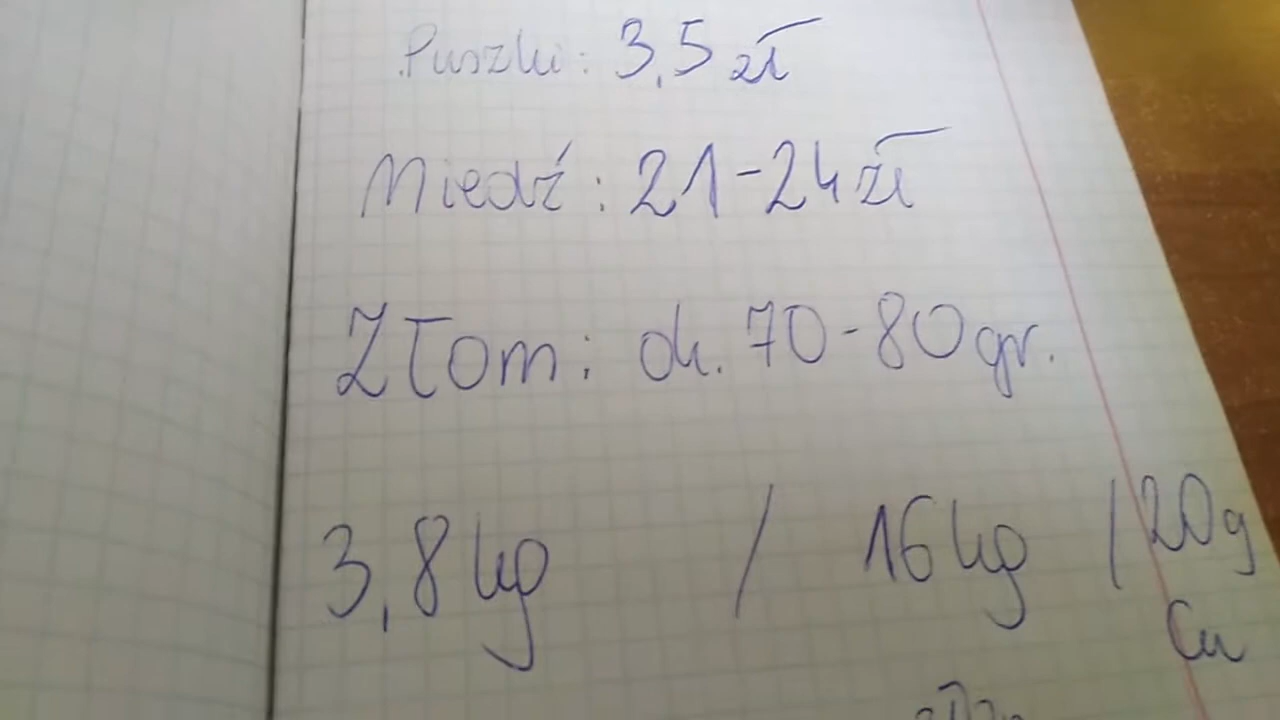 Puszki: 3,5 zł
Miedź: 21-24 zł
Złom: ok. 70-80 gr.
3,8 kg / 16 kg / 20g
Cu